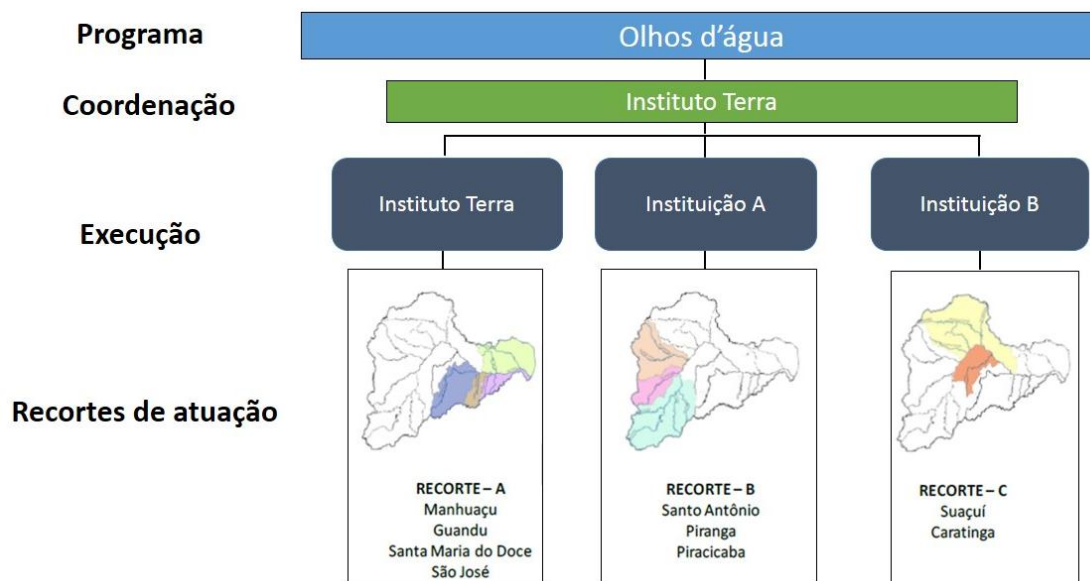 Programa
Olhos d’água
Coordenação
Instituto Terra
Execução
Instituto Terra
Instituição A
Instituição B
Recortes de atuação
RECORTE – A
Manhuaçu
Guandu
Santa Maria do Doce
São José
RECORTE – B
Santo Antônio
Piranga
Piracicaba
RECORTE – C
Suaçuí
Caratinga